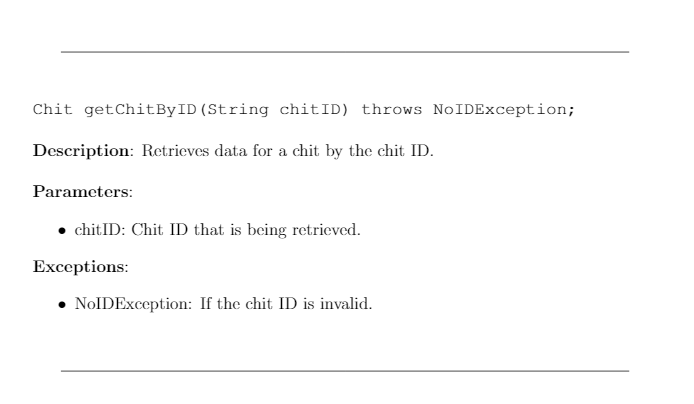 Chit getChitByID(String chitID) throws NoIDException;
Description: Retrieves data for a chit by the chit ID.
Parameters:
• chitID: Chit ID that is being retrieved.
Exceptions:
• NoIDException: If the chit ID is invalid.